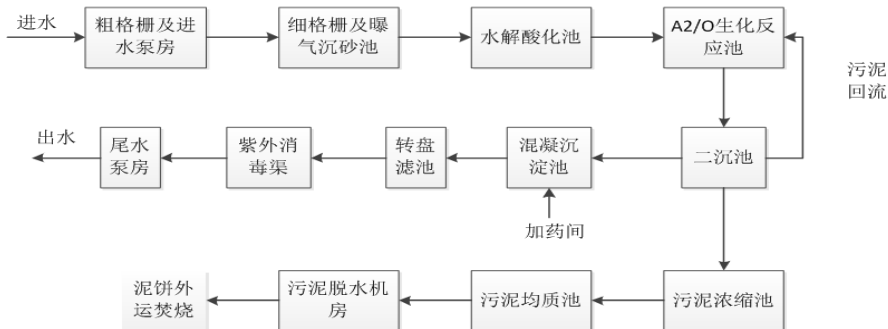 进水
粗格栅及进
水泵房
细格栅及曝
气沉砂池
水解酸化池
A2/O生化反
应池
污泥
回流
出水
尾水
泵房
紫外消
毒渠
转盘
滤池
混凝沉
淀池
二沉池
加药间
泥饼外
运焚烧
污泥脱水机
房
污泥均质池
污泥浓缩池